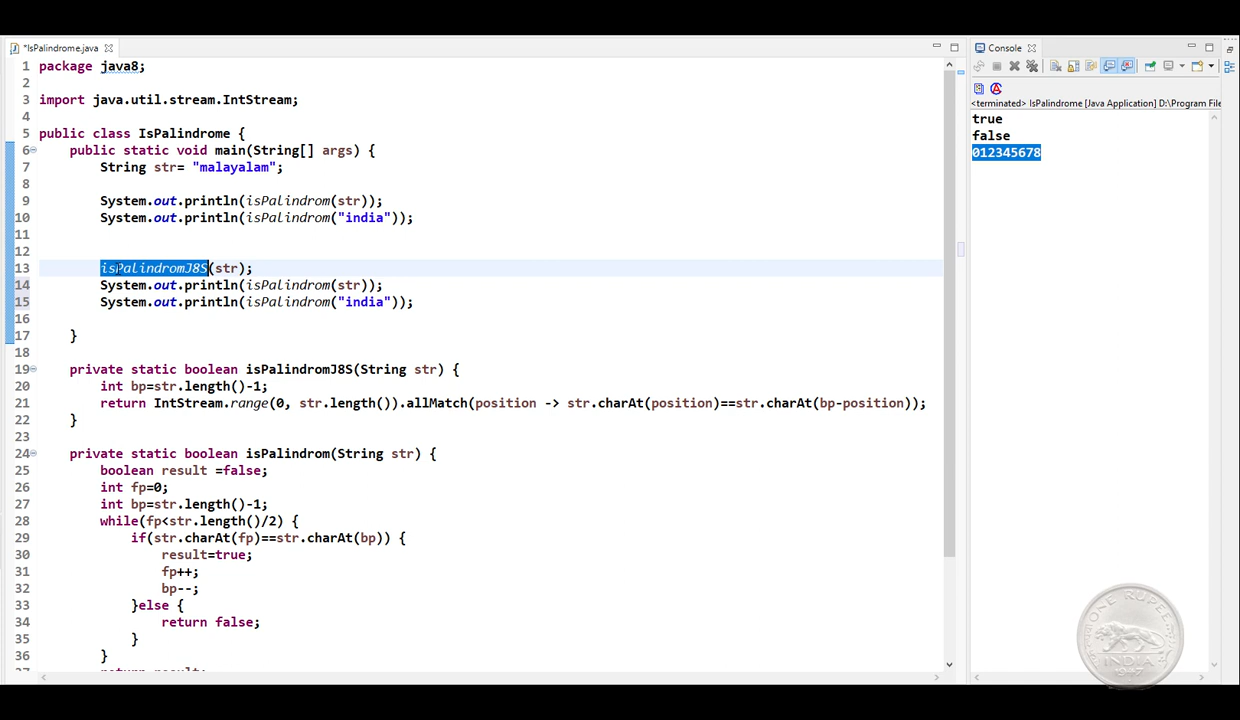 *IsPalindrome.java
1 package java8;
2
3 import java.util.stream.IntStream;
4
5 public class IsPalindrome {
6 public static void main(String[] args) {
7 String str= "malayalam";
8
9 System.out.println(isPalindrom(str));
10 System.out.println(isPalindrom("india"));
11
12
13 isPalindromJ8S(str);
14 System.out.println(isPalindrom(str));
15 System.out.println(isPalindrom("india"));
16
17 }
18
19 private static boolean isPalindromJ8S(String str) {
20 int bp=str.length()-1;
21 return IntStream.range(0, str.length()).allMatch(position -> str.charAt(position)==str.charAt(bp-position));
22 }
23
24 private static boolean isPalindrom(String str) {
25 boolean result =false;
26 int fp=0;
27 int bp=str.length()-1;
28 while(fp<str.length()/2) {
29 if(str.charAt(fp)==str.charAt(bp)) {
30 result=true;
31 fp++;
32 bp--;
33 }else {
34 return false;
35 }
36 }
37 return result;
Console
<terminated> IsPalindrome [Java Application] D:\Program File
true
false
012345678
ONE RUPEE
INDIA
1947